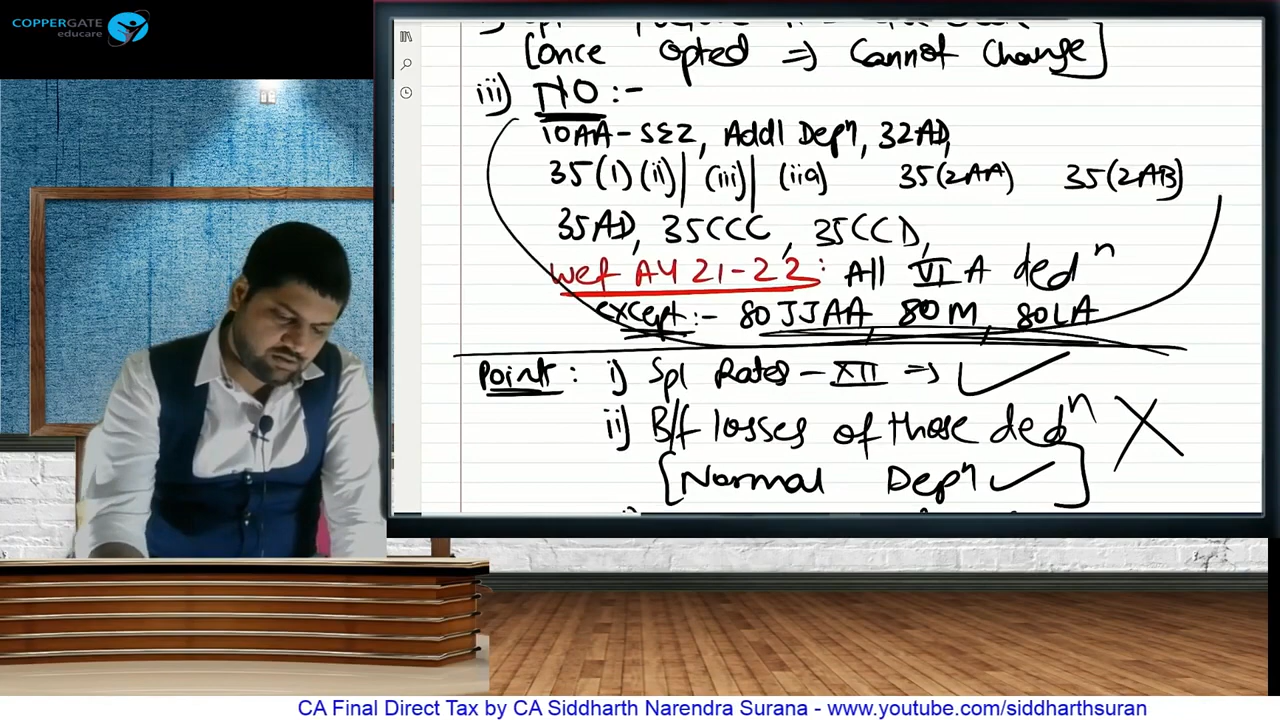 COPPERGATE
educare
[once opted => Cannot Change]
iii) NO :-
10AA - SEZ, Addl Depn, 32AD,
35(1)(ii)| (iii)| (iia) 35(2AA) 35(2AB)
35AD, 35CCC, 35CCD,
wef AY 21-22: All VI A dedn
except :- 80JJAA, 80M, 80LA
Point : i) Spl Rates - XII => ✓
ii) B/f losses of those dedn X
[Normal Depn ✓]
CA Final Direct Tax by CA Siddharth Narendra Surana - www.youtube.com/siddharthsuran